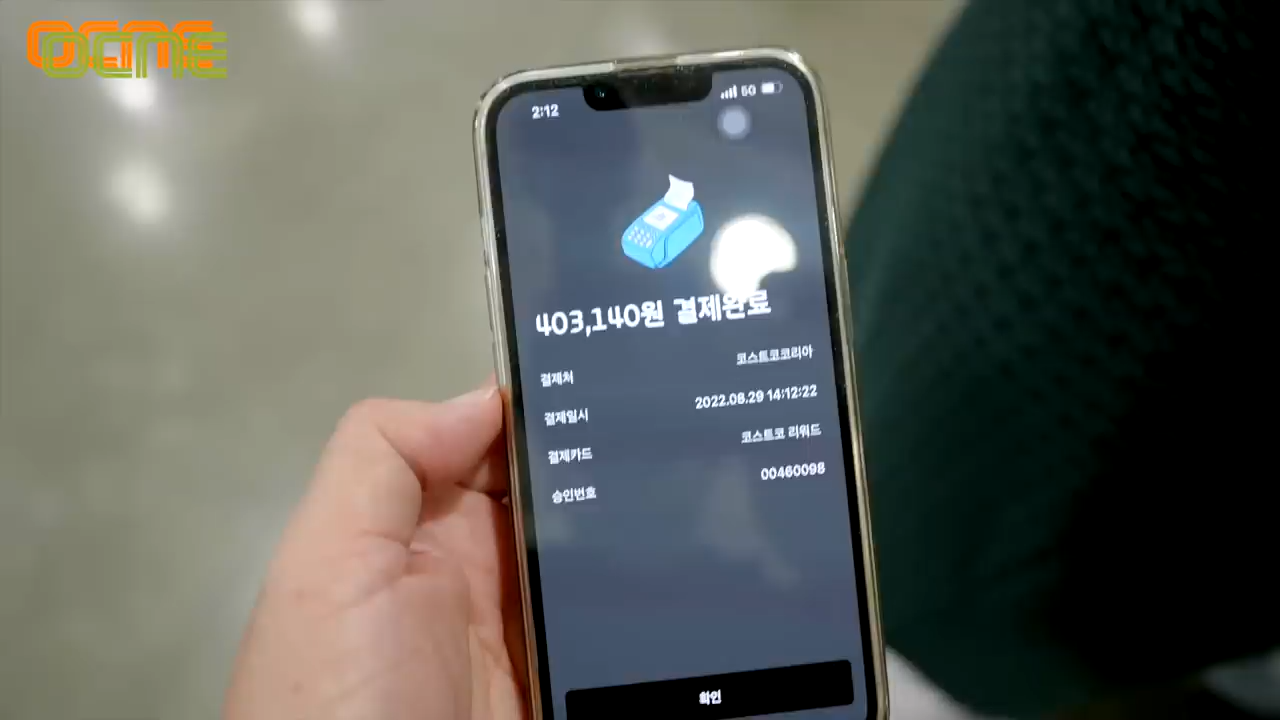 OCNE
2:12
5G
403,140원 결제완료
결제처 코스트코코리아
결제일시 2022.08.29 14:12:22
결제카드 코스트코 리워드
승인번호 00460098
확인